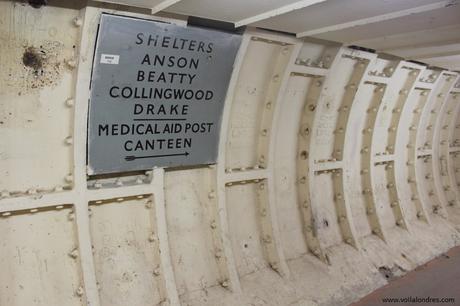 SHELTERS
ANSON
BEATTY
COLLINGWOOD
DRAKE
MEDICAL AID POST
CANTEEN
www.voilalondres.com